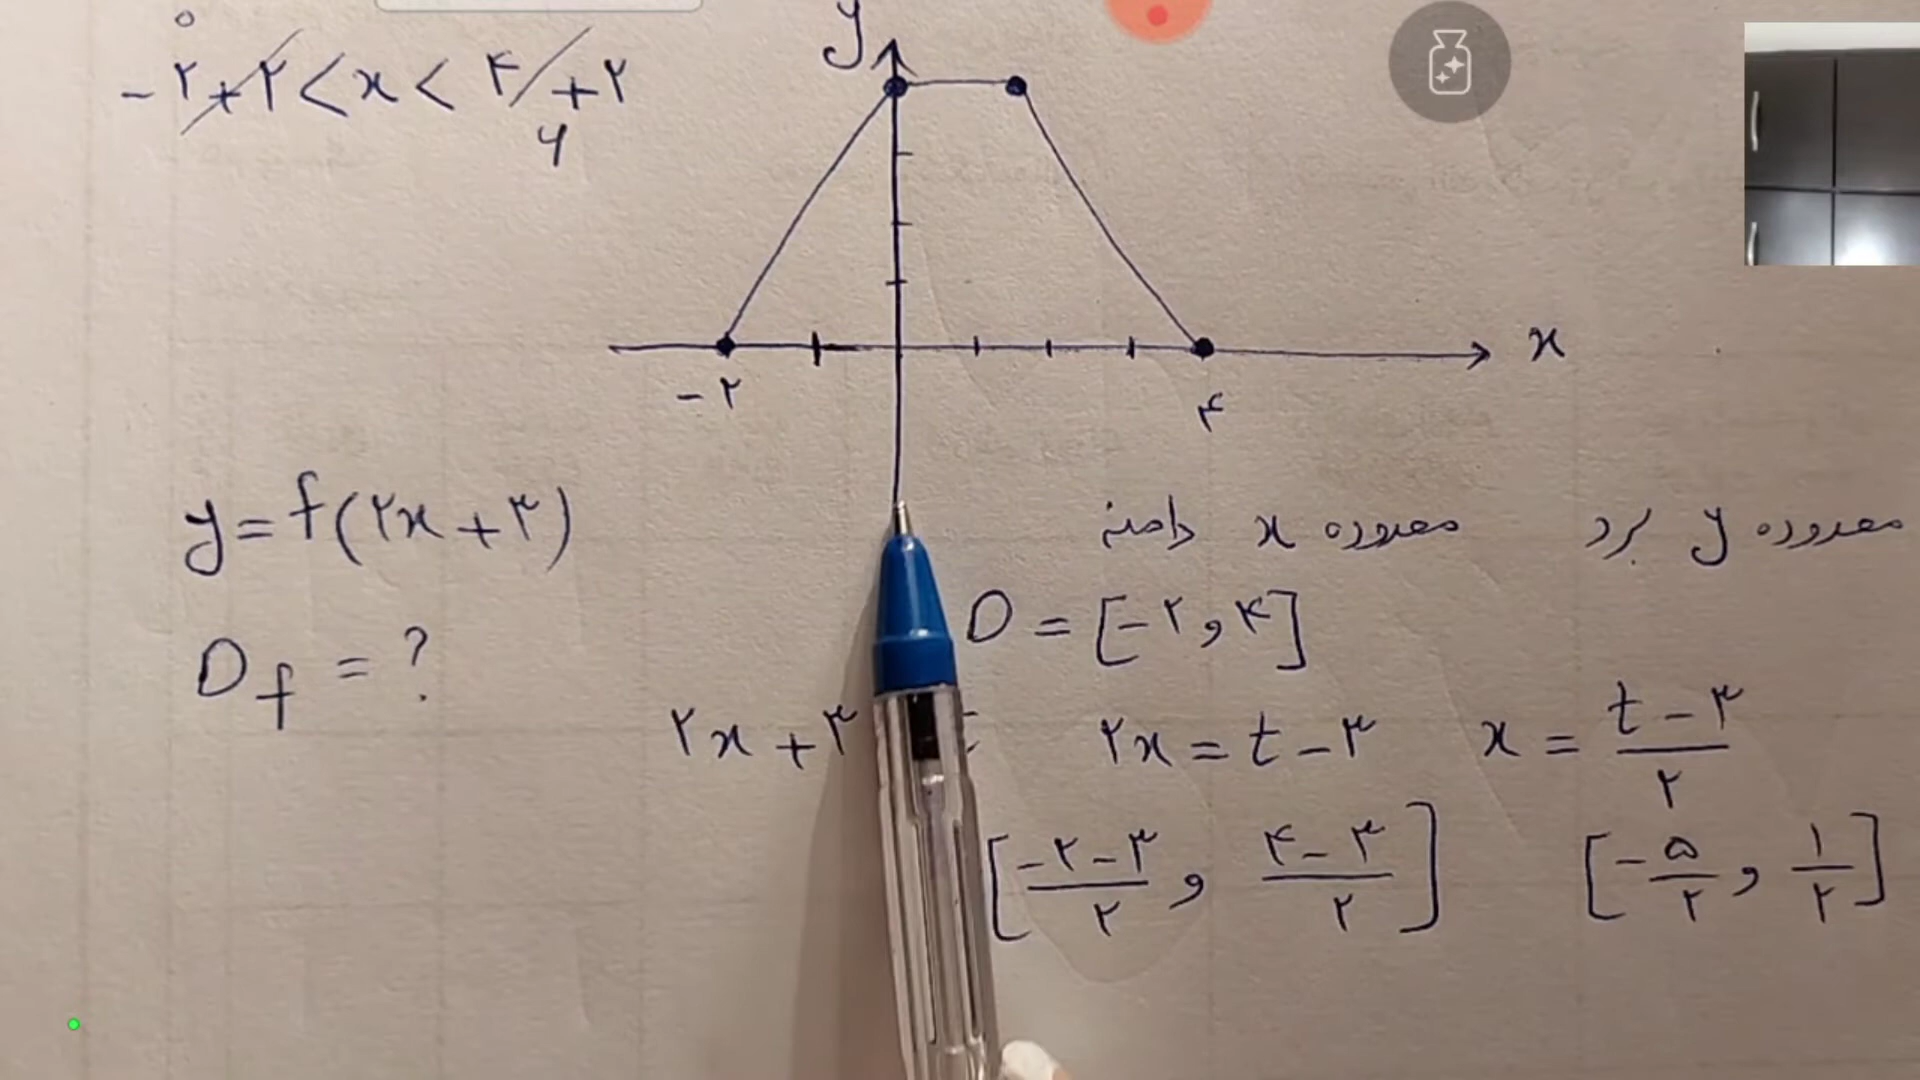 ۰
-۲+۲<x<۴+۲
۶
y
x
-۲
۴
y=f(۲x+۳)
محدوده x دامنه
محدوده y برد
D = [-۲ , ۴]
D_f = ?
۲x+۳
۲x = t-۳
x = (t-۳)/۲
[(-۲-۳)/۲ , (۴-۳)/۲]
[-۵/۲ , ۱/۲]